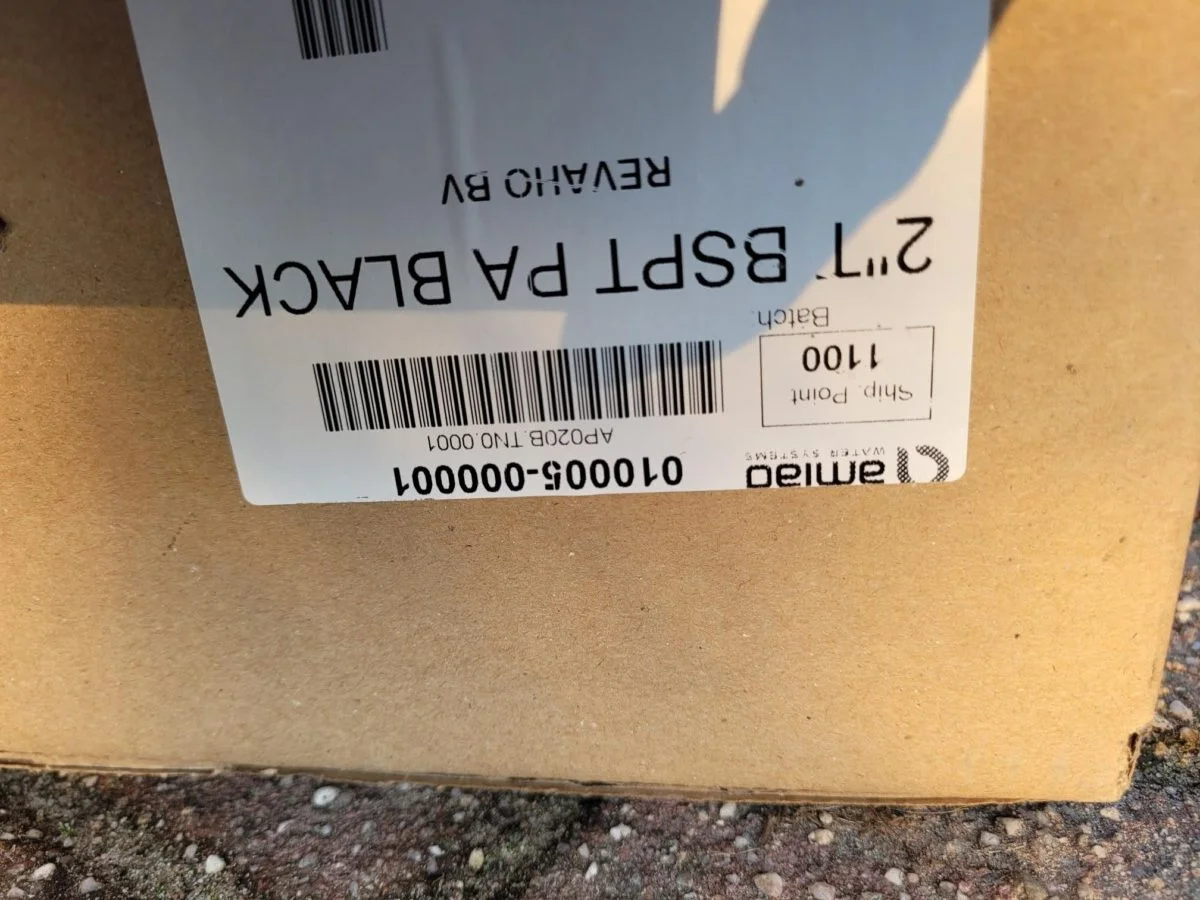 amiad
WATER SYSTEMS
010005-000001
AP020B.TN0.0001
Ship. Point
1100
Batch.
2"T BSPT PA BLACK
REVAHO BV